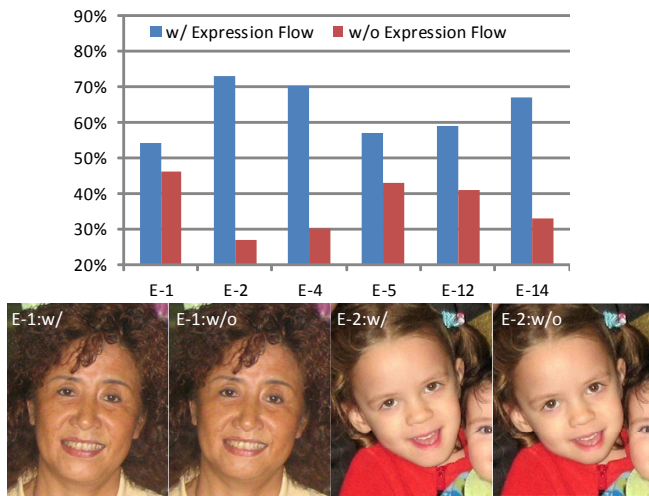 90%
w/ Expression Flow w/o Expression Flow
80%
70%
60%
50%
40%
30%
20%
E-1 E-2 E-4 E-5 E-12 E-14
E-1:w/ E-1:w/o E-2:w/ E-2:w/o